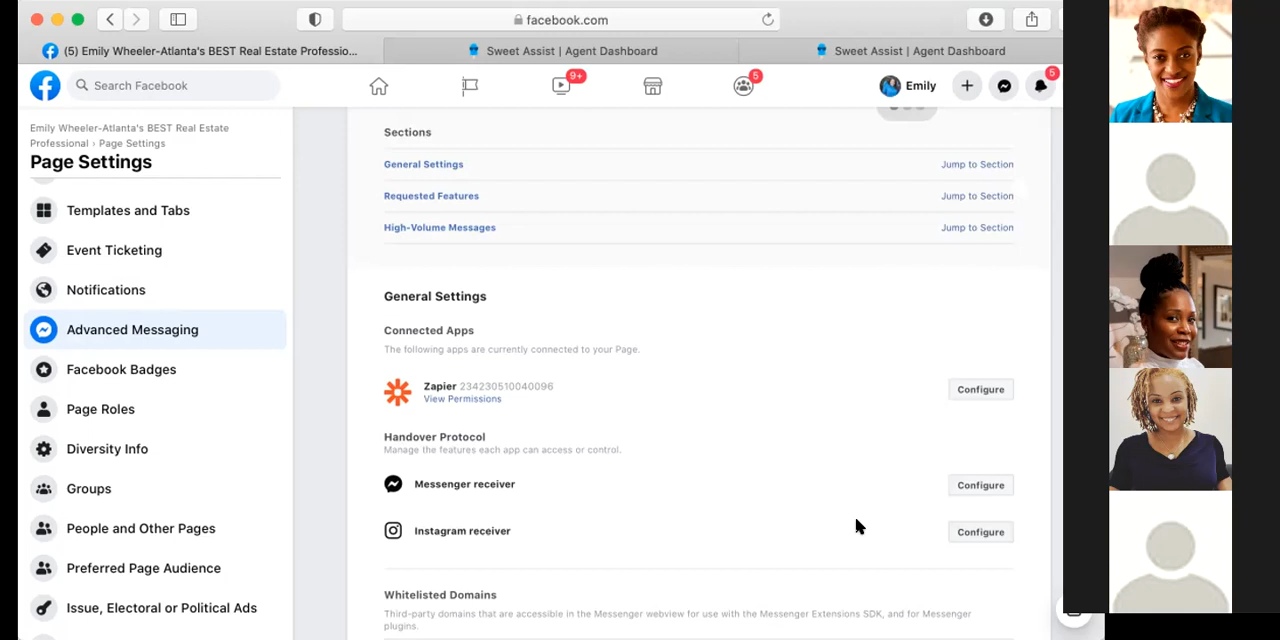 facebook.com
(5) Emily Wheeler-Atlanta's BEST Real Estate Professio...
Sweet Assist | Agent Dashboard
Sweet Assist | Agent Dashboard
Search Facebook
9+
5
Emily
5
Emily Wheeler-Atlanta's BEST Real Estate
Professional › Page Settings
Page Settings
Templates and Tabs
Event Ticketing
Notifications
Advanced Messaging
Facebook Badges
Page Roles
Diversity Info
Groups
People and Other Pages
Preferred Page Audience
Issue, Electoral or Political Ads
Sections
General Settings
Jump to Section
Requested Features
Jump to Section
High-Volume Messages
Jump to Section
General Settings
Connected Apps
The following apps are currently connected to your Page.
Zapier 234230510040096
View Permissions
Configure
Handover Protocol
Manage the features each app can access or control.
Messenger receiver
Configure
Instagram receiver
Configure
Whitelisted Domains
Third-party domains that are accessible in the Messenger webview for use with the Messenger Extensions SDK, and for Messenger
plugins.